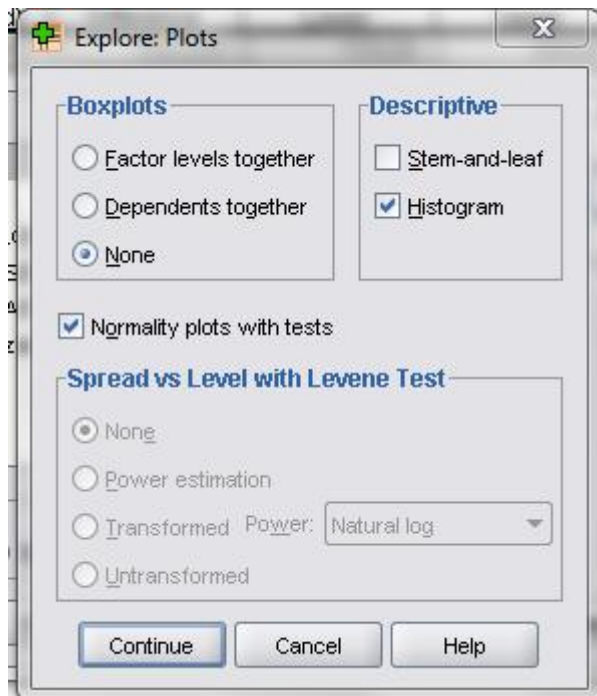 Explore: Plots
Boxplots
Factor levels together
Dependents together
None
Descriptive
Stem-and-leaf
Histogram
Normality plots with tests
Spread vs Level with Levene Test
None
Power estimation
Transformed Power: Natural log
Untransformed
Continue Cancel Help